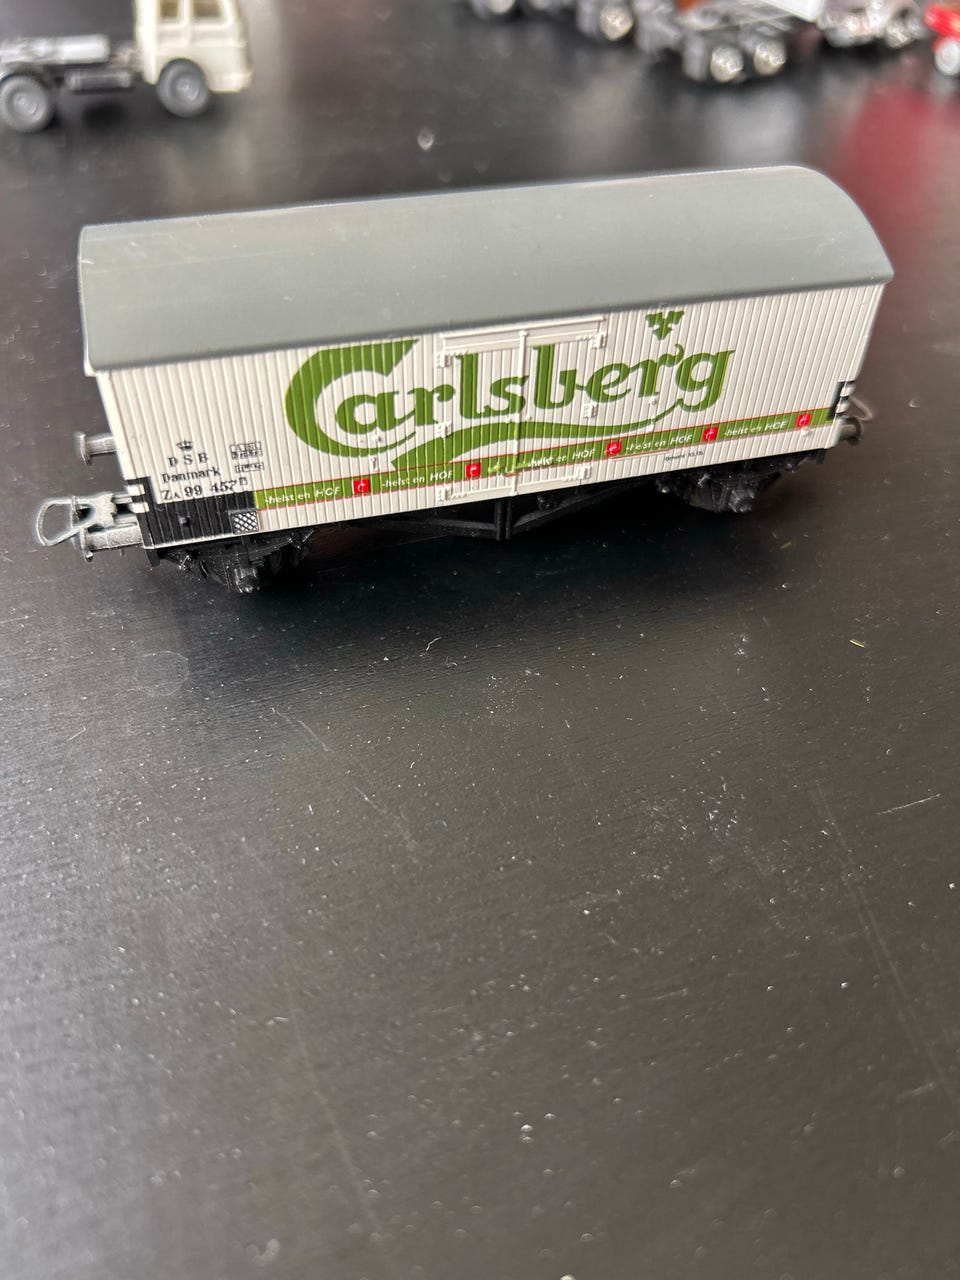 Carlsberg
DSB
Danmark
ZA 99 457
-helst en HOF -helst en HOF -helst en HOF -helst en HOF -helst en HOF